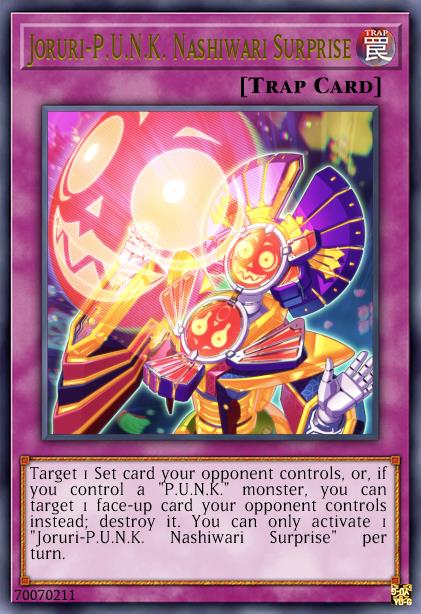 Joruri-P.U.N.K. Nashiwari Surprise
TRAP
罠
[Trap Card]
Target 1 Set card your opponent controls, or, if
you control a "P.U.N.K." monster, you can
target 1 face-up card your opponent controls
instead; destroy it. You can only activate 1
"Joruri-P.U.N.K. Nashiwari Surprise" per
turn.
70070211